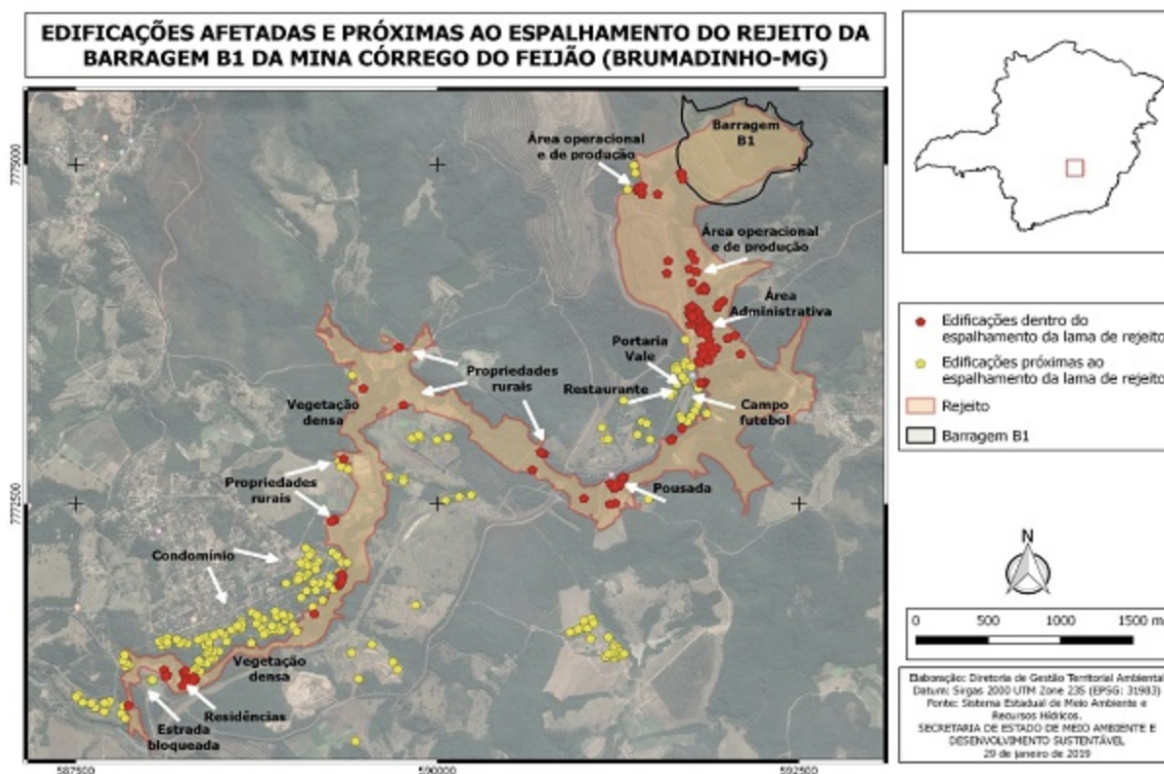 EDIFICAÇÕES AFETADAS E PRÓXIMAS AO ESPALHAMENTO DO REJEITO DA
BARRAGEM B1 DA MINA CÓRREGO DO FEIJÃO (BRUMADINHO-MG)
Barragem
B1
Área operacional
e de produção
7775000
Área operacional
e de produção
Área
Administrativa
Portaria
Vale
Propriedades
rurais
Restaurante
Vegetação
densa
Campo
futebol
Propriedades
rurais
Pousada
7772500
Condomínio
Vegetação
densa
Residências
Estrada
bloqueada
587500
590000
592500
Edificações dentro do
espalhamento da lama de rejeito
Edificações próximas ao
espalhamento da lama de rejeito
Rejeito
Barragem B1
N
0 500 1000 1500 m
Elaboração: Diretoria de Gestão Territorial Ambiental
Datum: Sirgas 2000 UTM Zone 23S (EPSG: 31983)
Fonte: Sistema Estadual de Meio Ambiente e
Recursos Hídricos.
SECRETARIA DE ESTADO DE MEIO AMBIENTE E
DESENVOLVIMENTO SUSTENTÁVEL
29 de janeiro de 2019